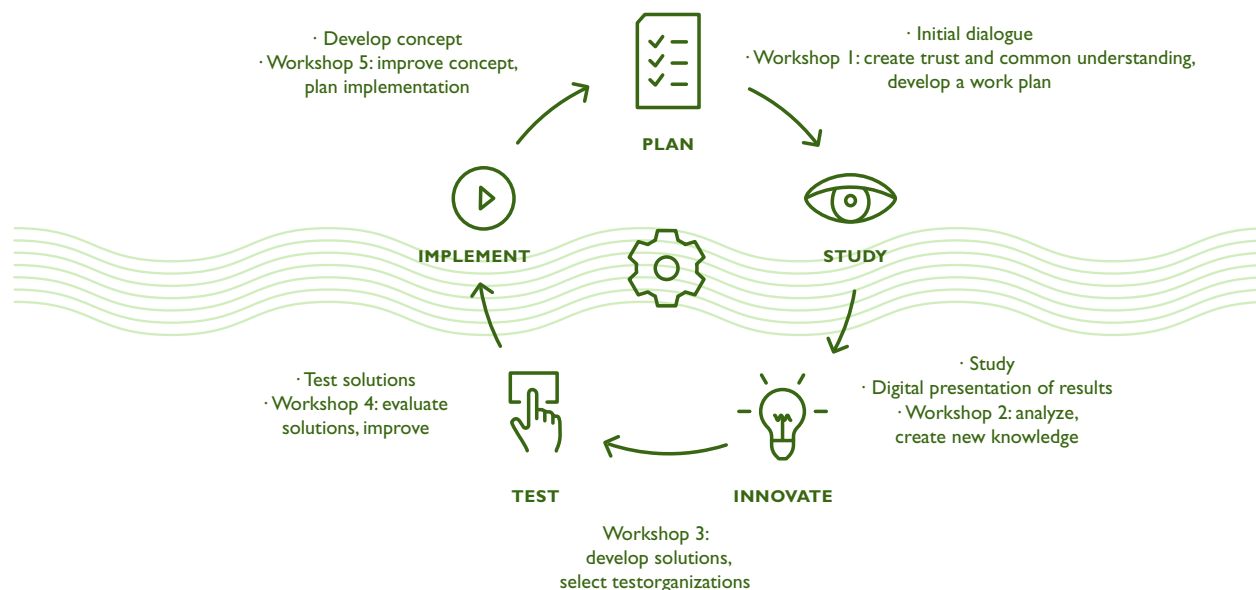 · Develop concept
· Workshop 5: improve concept,
plan implementation
· Initial dialogue
· Workshop 1: create trust and common understanding,
develop a work plan
PLAN
IMPLEMENT
STUDY
· Test solutions
· Workshop 4: evaluate
solutions, improve
· Study
· Digital presentation of results
· Workshop 2: analyze,
create new knowledge
TEST
INNOVATE
Workshop 3:
develop solutions,
select testorganizations